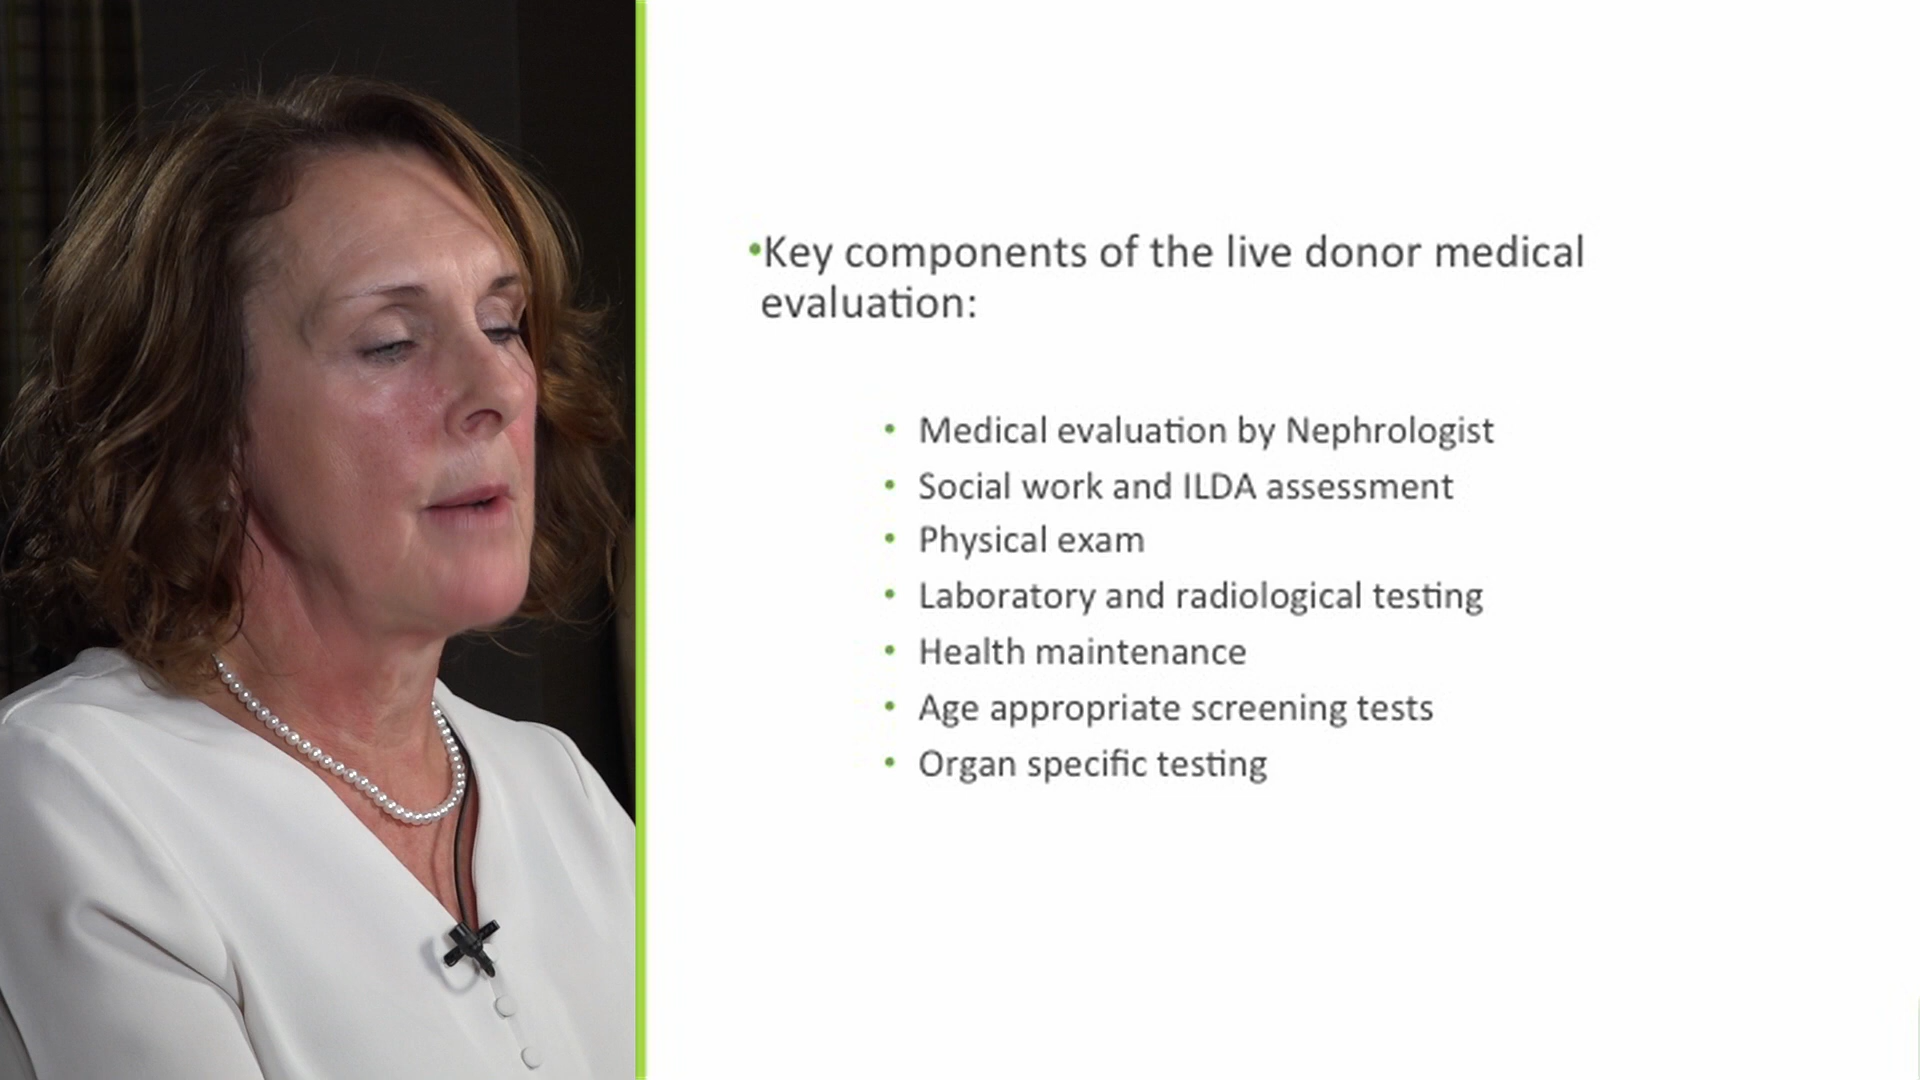 •Key components of the live donor medical
evaluation:
• Medical evaluation by Nephrologist
• Social work and ILDA assessment
• Physical exam
• Laboratory and radiological testing
• Health maintenance
• Age appropriate screening tests
• Organ specific testing